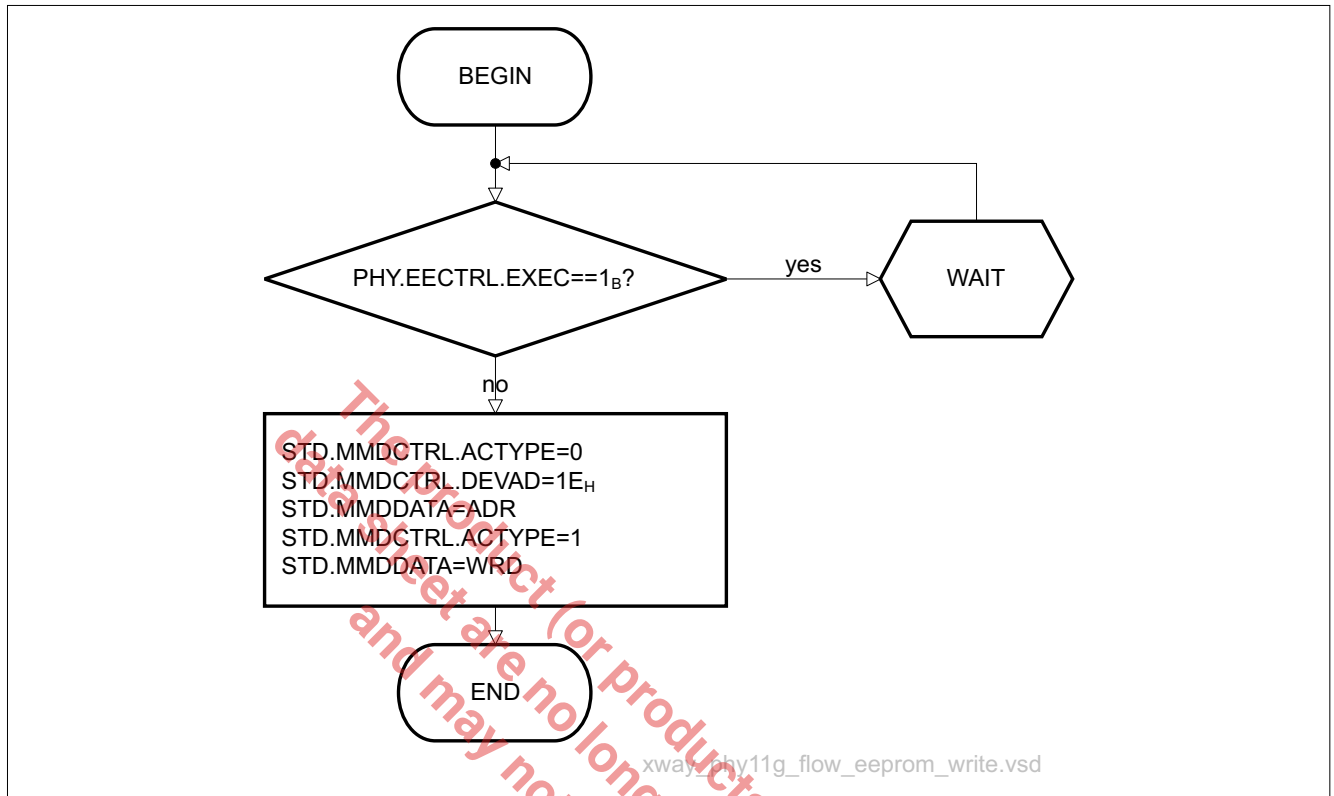 BEGIN
PHY.EECTRL.EXEC==1B?
yes
WAIT
no
STD.MMDCTRL.ACTYPE=0
STD.MMDCTRL.DEVAD=1EH
STD.MMDDATA=ADR
STD.MMDCTRL.ACTYPE=1
STD.MMDDATA=WRD
END
The product (or products
data sheet are no long
and may no
xway_phy11g_flow_eeprom_write.vsd